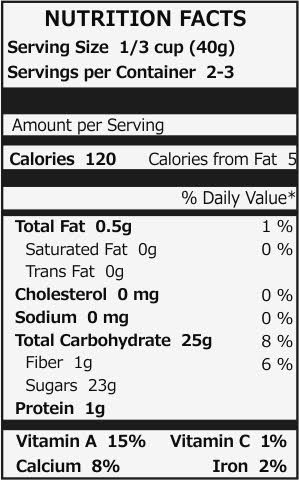 NUTRITION FACTS
Serving Size 1/3 cup (40g)
Servings per Container 2-3
Amount per Serving
Calories 120 Calories from Fat 5
% Daily Value*
Total Fat 0.5g 1 %
Saturated Fat 0g 0 %
Trans Fat 0g
Cholesterol 0 mg 0 %
Sodium 0 mg 0 %
Total Carbohydrate 25g 8 %
Fiber 1g 6 %
Sugars 23g
Protein 1g
Vitamin A 15% Vitamin C 1%
Calcium 8% Iron 2%